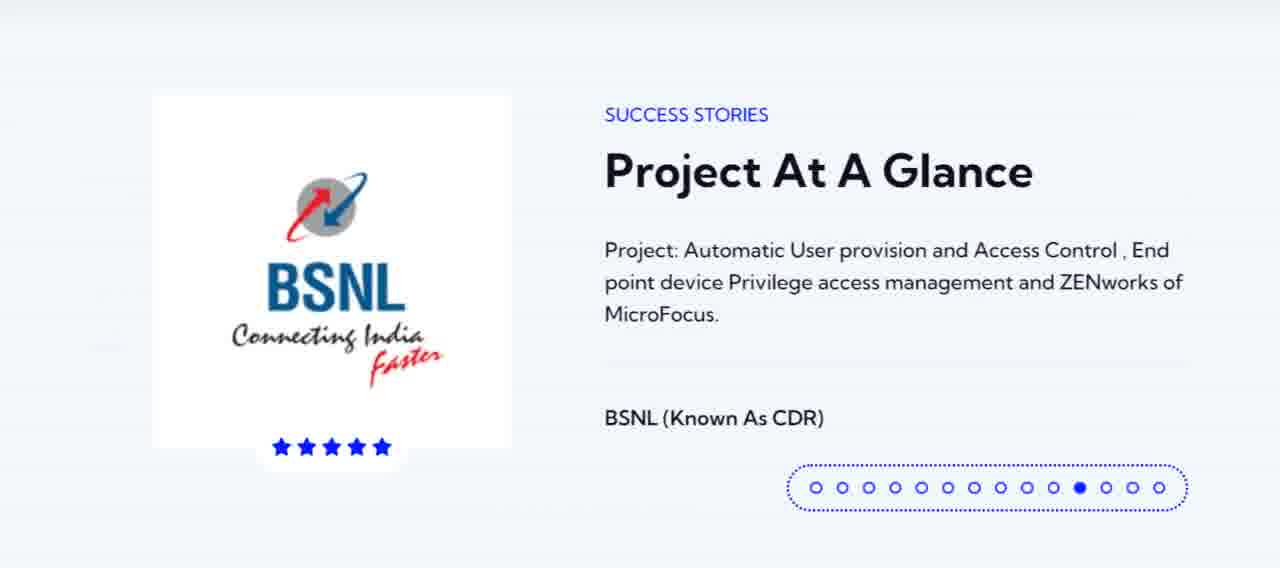 BSNL
Connecting India
Faster
SUCCESS STORIES
Project At A Glance
Project: Automatic User provision and Access Control , End
point device Privilege access management and ZENworks of
MicroFocus.
BSNL (Known As CDR)